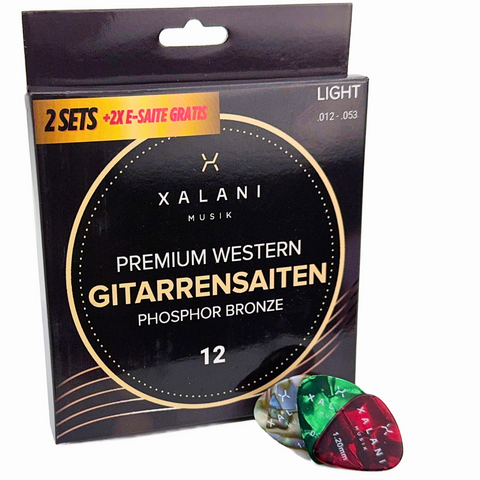 2 SETS +2X E-SAITE GRATIS
LIGHT
.012 - .053
XALANI
MUSIK
PREMIUM WESTERN
GITARRENSAITEN
PHOSPHOR BRONZE
12
XALANI
MUSIK
1.20mm